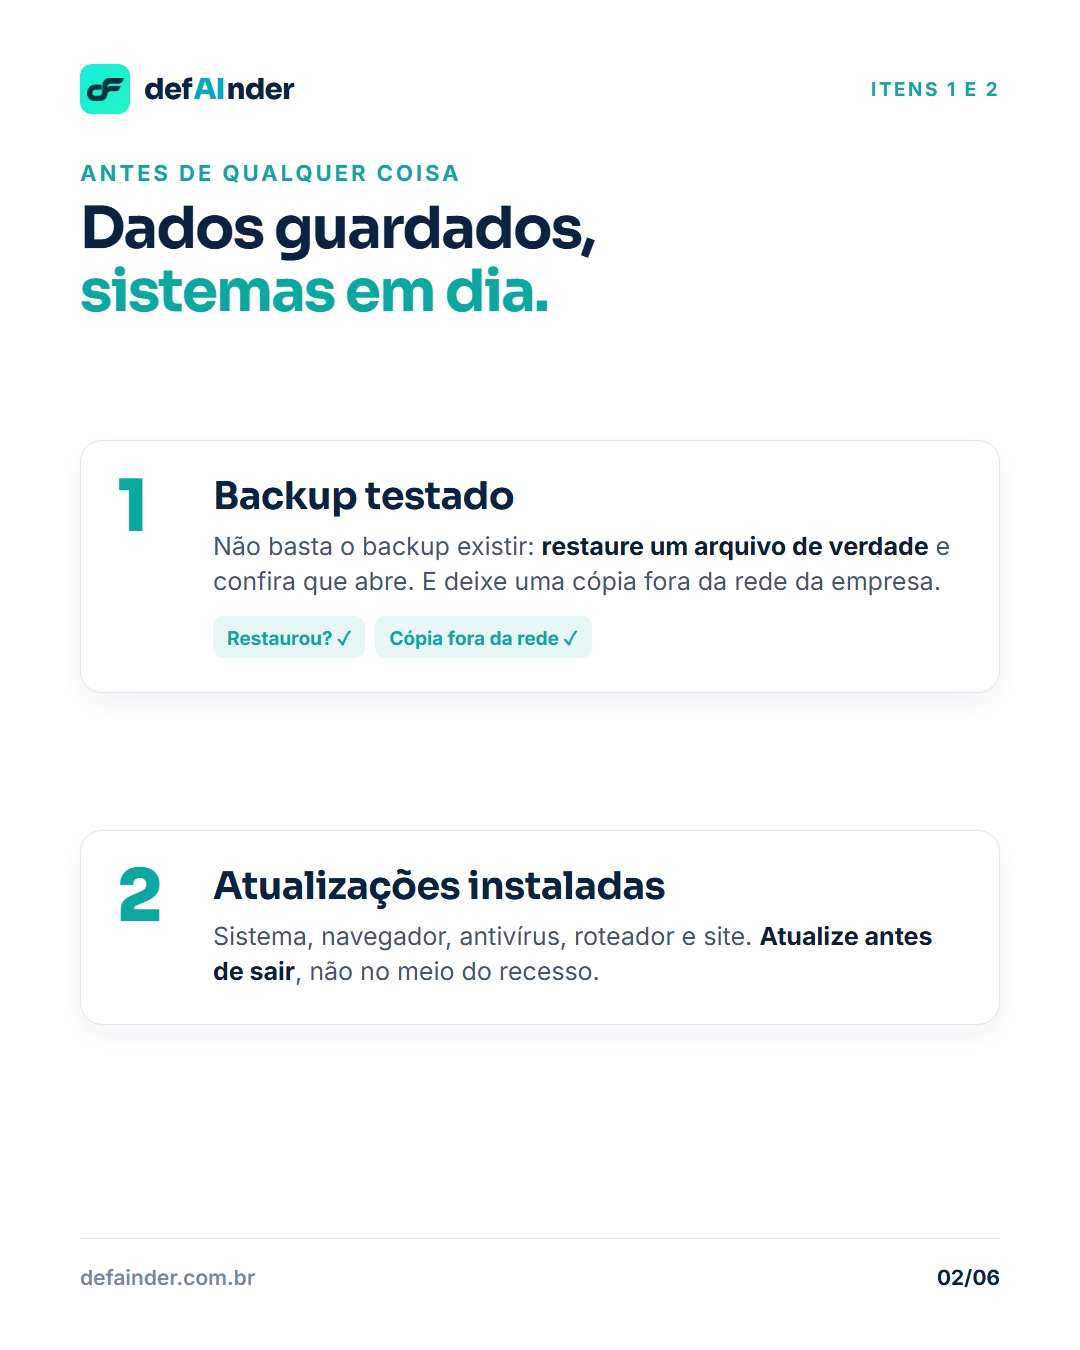 defAInder
ITENS 1 E 2
ANTES DE QUALQUER COISA
Dados guardados,
sistemas em dia.
1
Backup testado
Não basta o backup existir: restaure um arquivo de verdade e
confira que abre. E deixe uma cópia fora da rede da empresa.
Restaurou? ✓
Cópia fora da rede ✓
2
Atualizações instaladas
Sistema, navegador, antivírus, roteador e site. Atualize antes
de sair, não no meio do recesso.
defainder.com.br
02/06